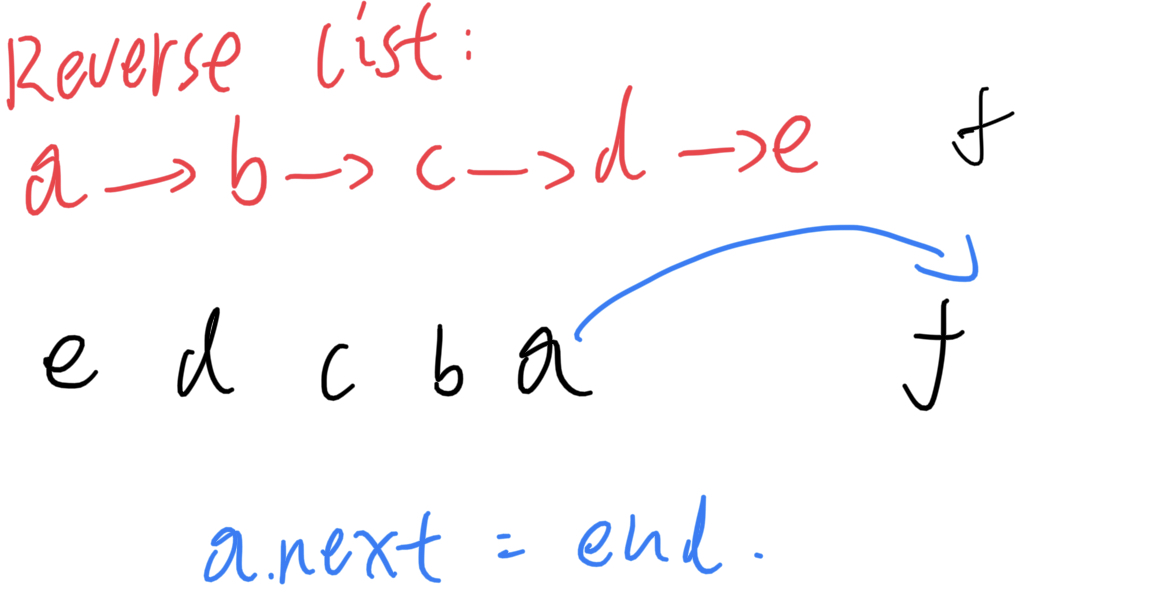 Reverse list:
a → b → c → d → e f
e d c b a f
a.next = end.